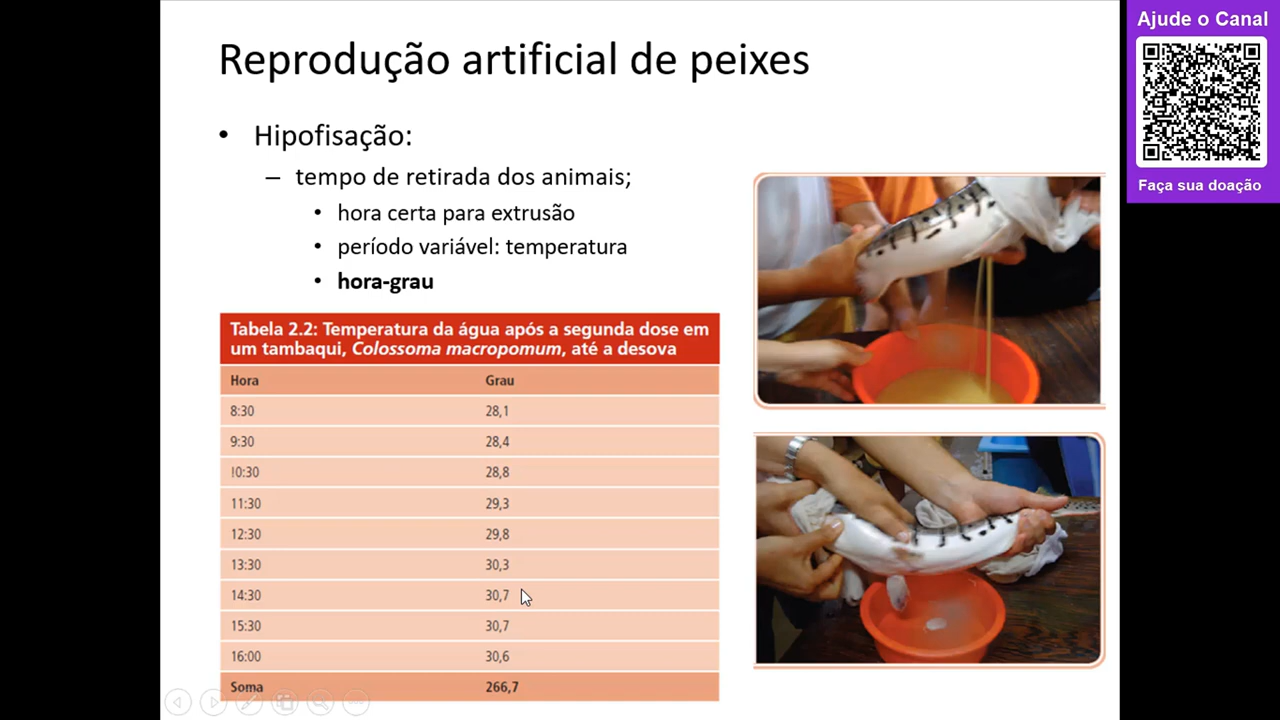 Reprodução artificial de peixes
• Hipofisação:
– tempo de retirada dos animais;
• hora certa para extrusão
• período variável: temperatura
• hora-grau
Tabela 2.2: Temperatura da água após a segunda dose em
um tambaqui, Colossoma macropomum, até a desova
Hora Grau
8:30 28,1
9:30 28,4
10:30 28,8
11:30 29,3
12:30 29,8
13:30 30,3
14:30 30,7
15:30 30,7
16:00 30,6
Soma 266,7
Ajude o Canal
Faça sua doação